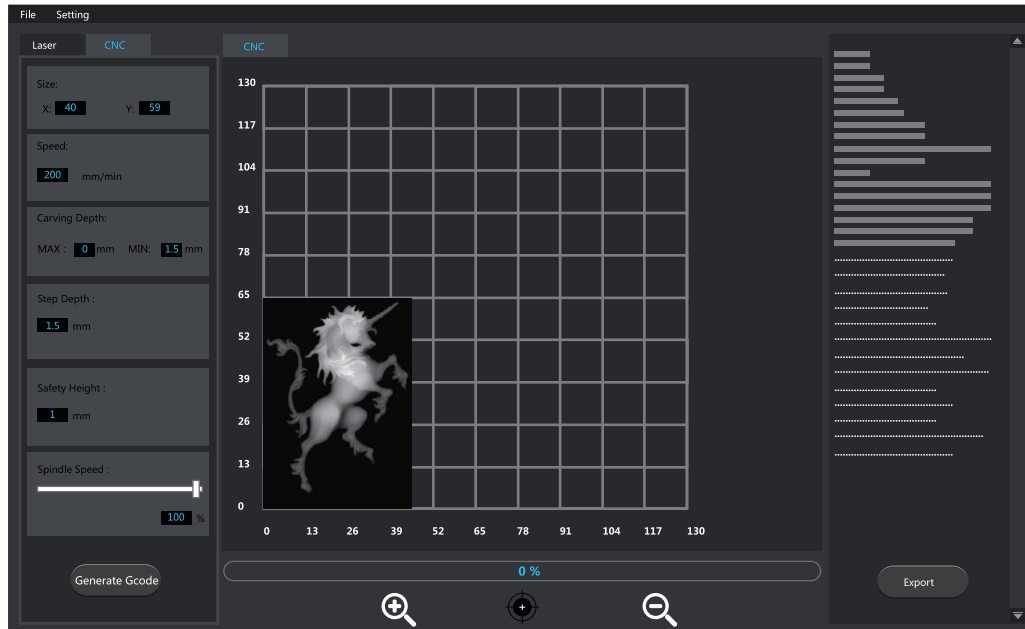 File Setting
Laser CNC
CNC
Size:
X: 40 Y: 59
Speed:
200 mm/min
Carving Depth:
MAX : 0 mm MIN: 1.5 mm
Step Depth :
1.5 mm
Safety Height :
1 mm
Spindle Speed :
100 %
Generate Gcode
130
117
104
91
78
65
52
39
26
13
0
0 13 26 39 52 65 78 91 104 117 130
0 %
Export